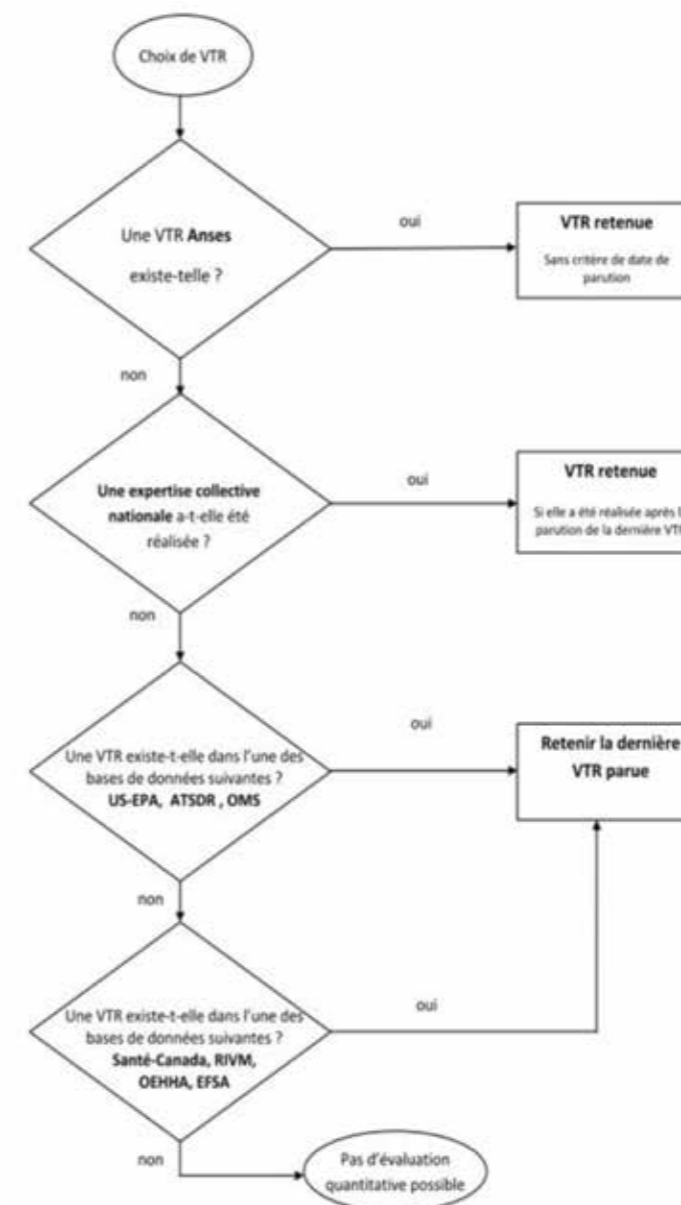 Choix de VTR
Une VTR Anses
existe-telle ?
oui
VTR retenue
Sans critère de date de
parution
non
Une expertise collective
nationale a-t-elle été
réalisée ?
oui
VTR retenue
Si elle a été réalisée après
parution de la dernière
non
Une VTR existe-t-elle dans l'une des
bases de données suivantes ?
US-EPA, ATSDR , OMS
oui
Retenir la dernière
VTR parue
non
Une VTR existe-t-elle dans l'une des
bases de données suivantes ?
Santé-Canada, RIVM,
OEHHA, EFSA
oui
non
Pas d'évaluation
quantitative possible